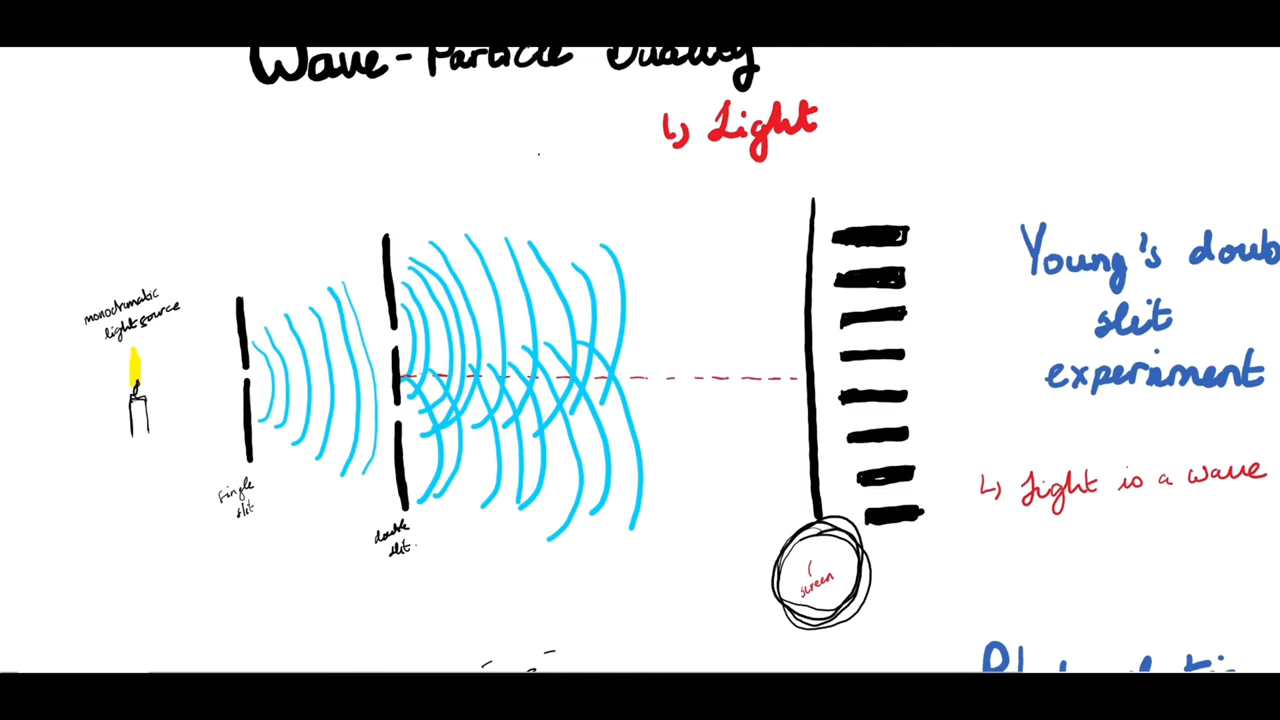 Wave-Particle Duality
↳ Light
monochromatic
light source
single
slit
double
slit.
screen
Young's doub
slit
experiment
↳ Light is a wave